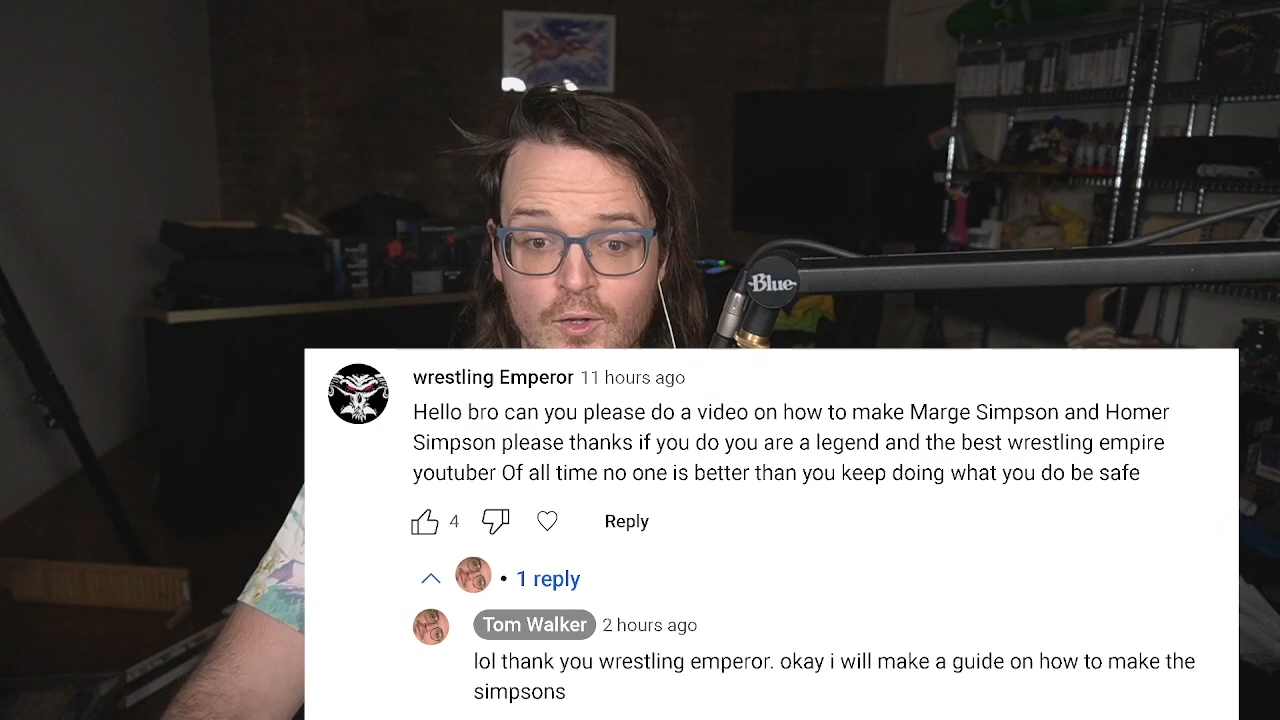 Blue
wrestling Emperor 11 hours ago
Hello bro can you please do a video on how to make Marge Simpson and Homer
Simpson please thanks if you do you are a legend and the best wrestling empire
youtuber Of all time no one is better than you keep doing what you do be safe
4
Reply
• 1 reply
Tom Walker 2 hours ago
lol thank you wrestling emperor. okay i will make a guide on how to make the
simpsons